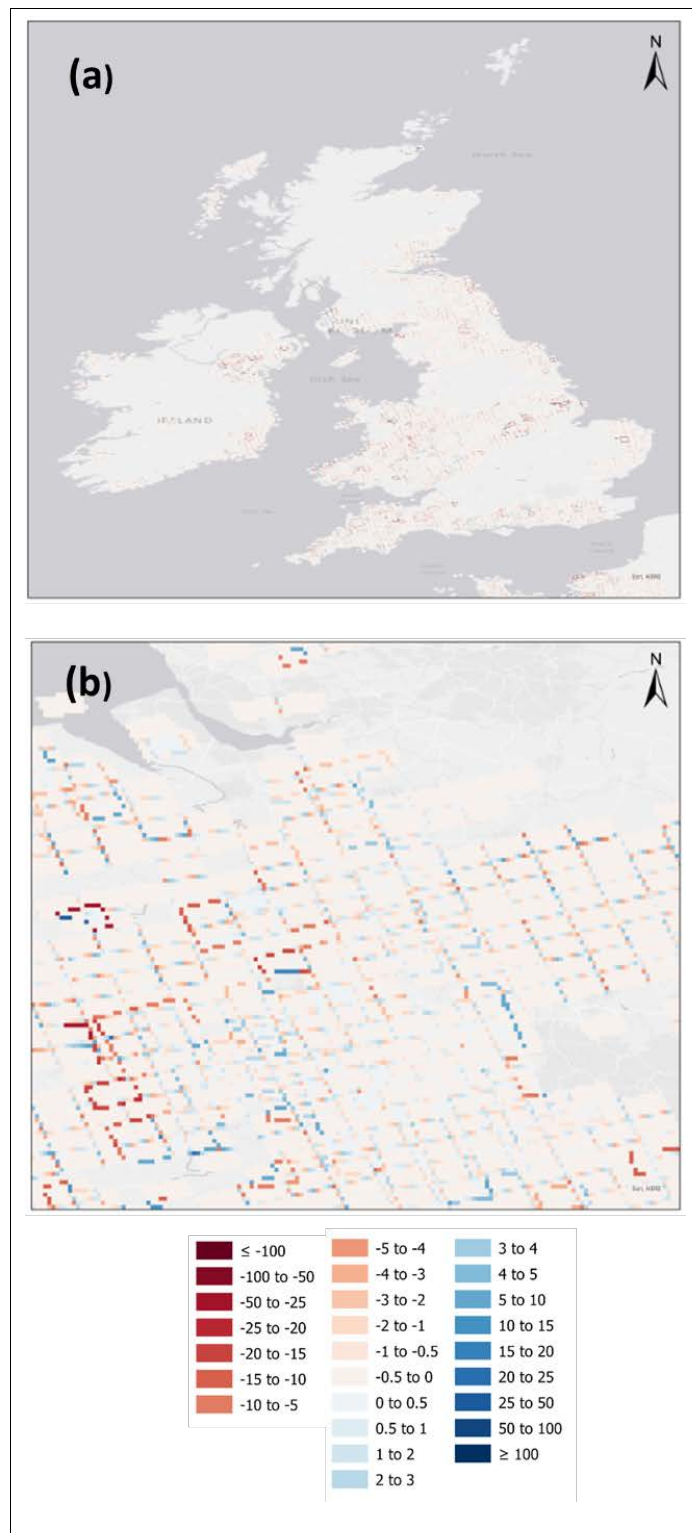 (a)
N
IRELAND
Esri, HERE
(b)
N
Esri, HERE
≤ -100
-100 to -50
-50 to -25
-25 to -20
-20 to -15
-15 to -10
-10 to -5
-5 to -4
-4 to -3
-3 to -2
-2 to -1
-1 to -0.5
-0.5 to 0
0 to 0.5
0.5 to 1
1 to 2
2 to 3
3 to 4
4 to 5
5 to 10
10 to 15
15 to 20
20 to 25
25 to 50
50 to 100
≥ 100